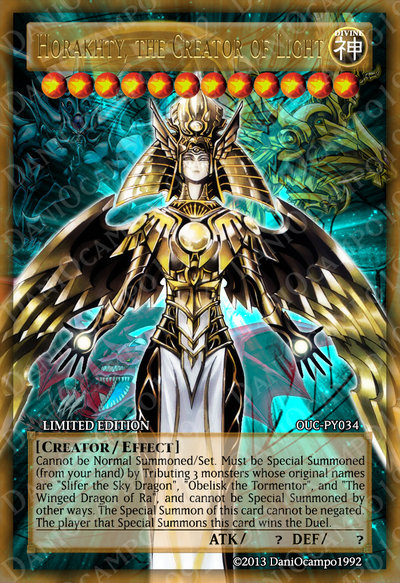 Horakhty, the Creator of Light
DIVINE
神
LIMITED EDITION
OUC-PY034
[Creator/Effect]
Cannot be Normal Summoned/Set. Must be Special Summoned
(from your hand) by Tributing 3 monsters whose original names
are "Slifer the Sky Dragon", "Obelisk the Tormentor", and "The
Winged Dragon of Ra", and cannot be Special Summoned by
other ways. The Special Summon of this card cannot be negated.
The player that Special Summons this card wins the Duel.
ATK/ ? DEF/ ?
©2013 DaniOcampo1992